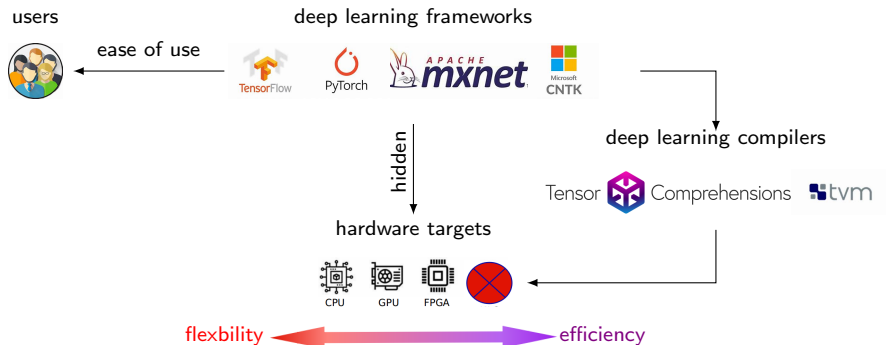 users
deep learning frameworks
ease of use
TensorFlow
PyTorch
APACHE
mxnet
Microsoft
CNTK
hidden
deep learning compilers
Tensor Comprehensions
tvm
hardware targets
CPU
GPU
FPGA
flexbility
efficiency